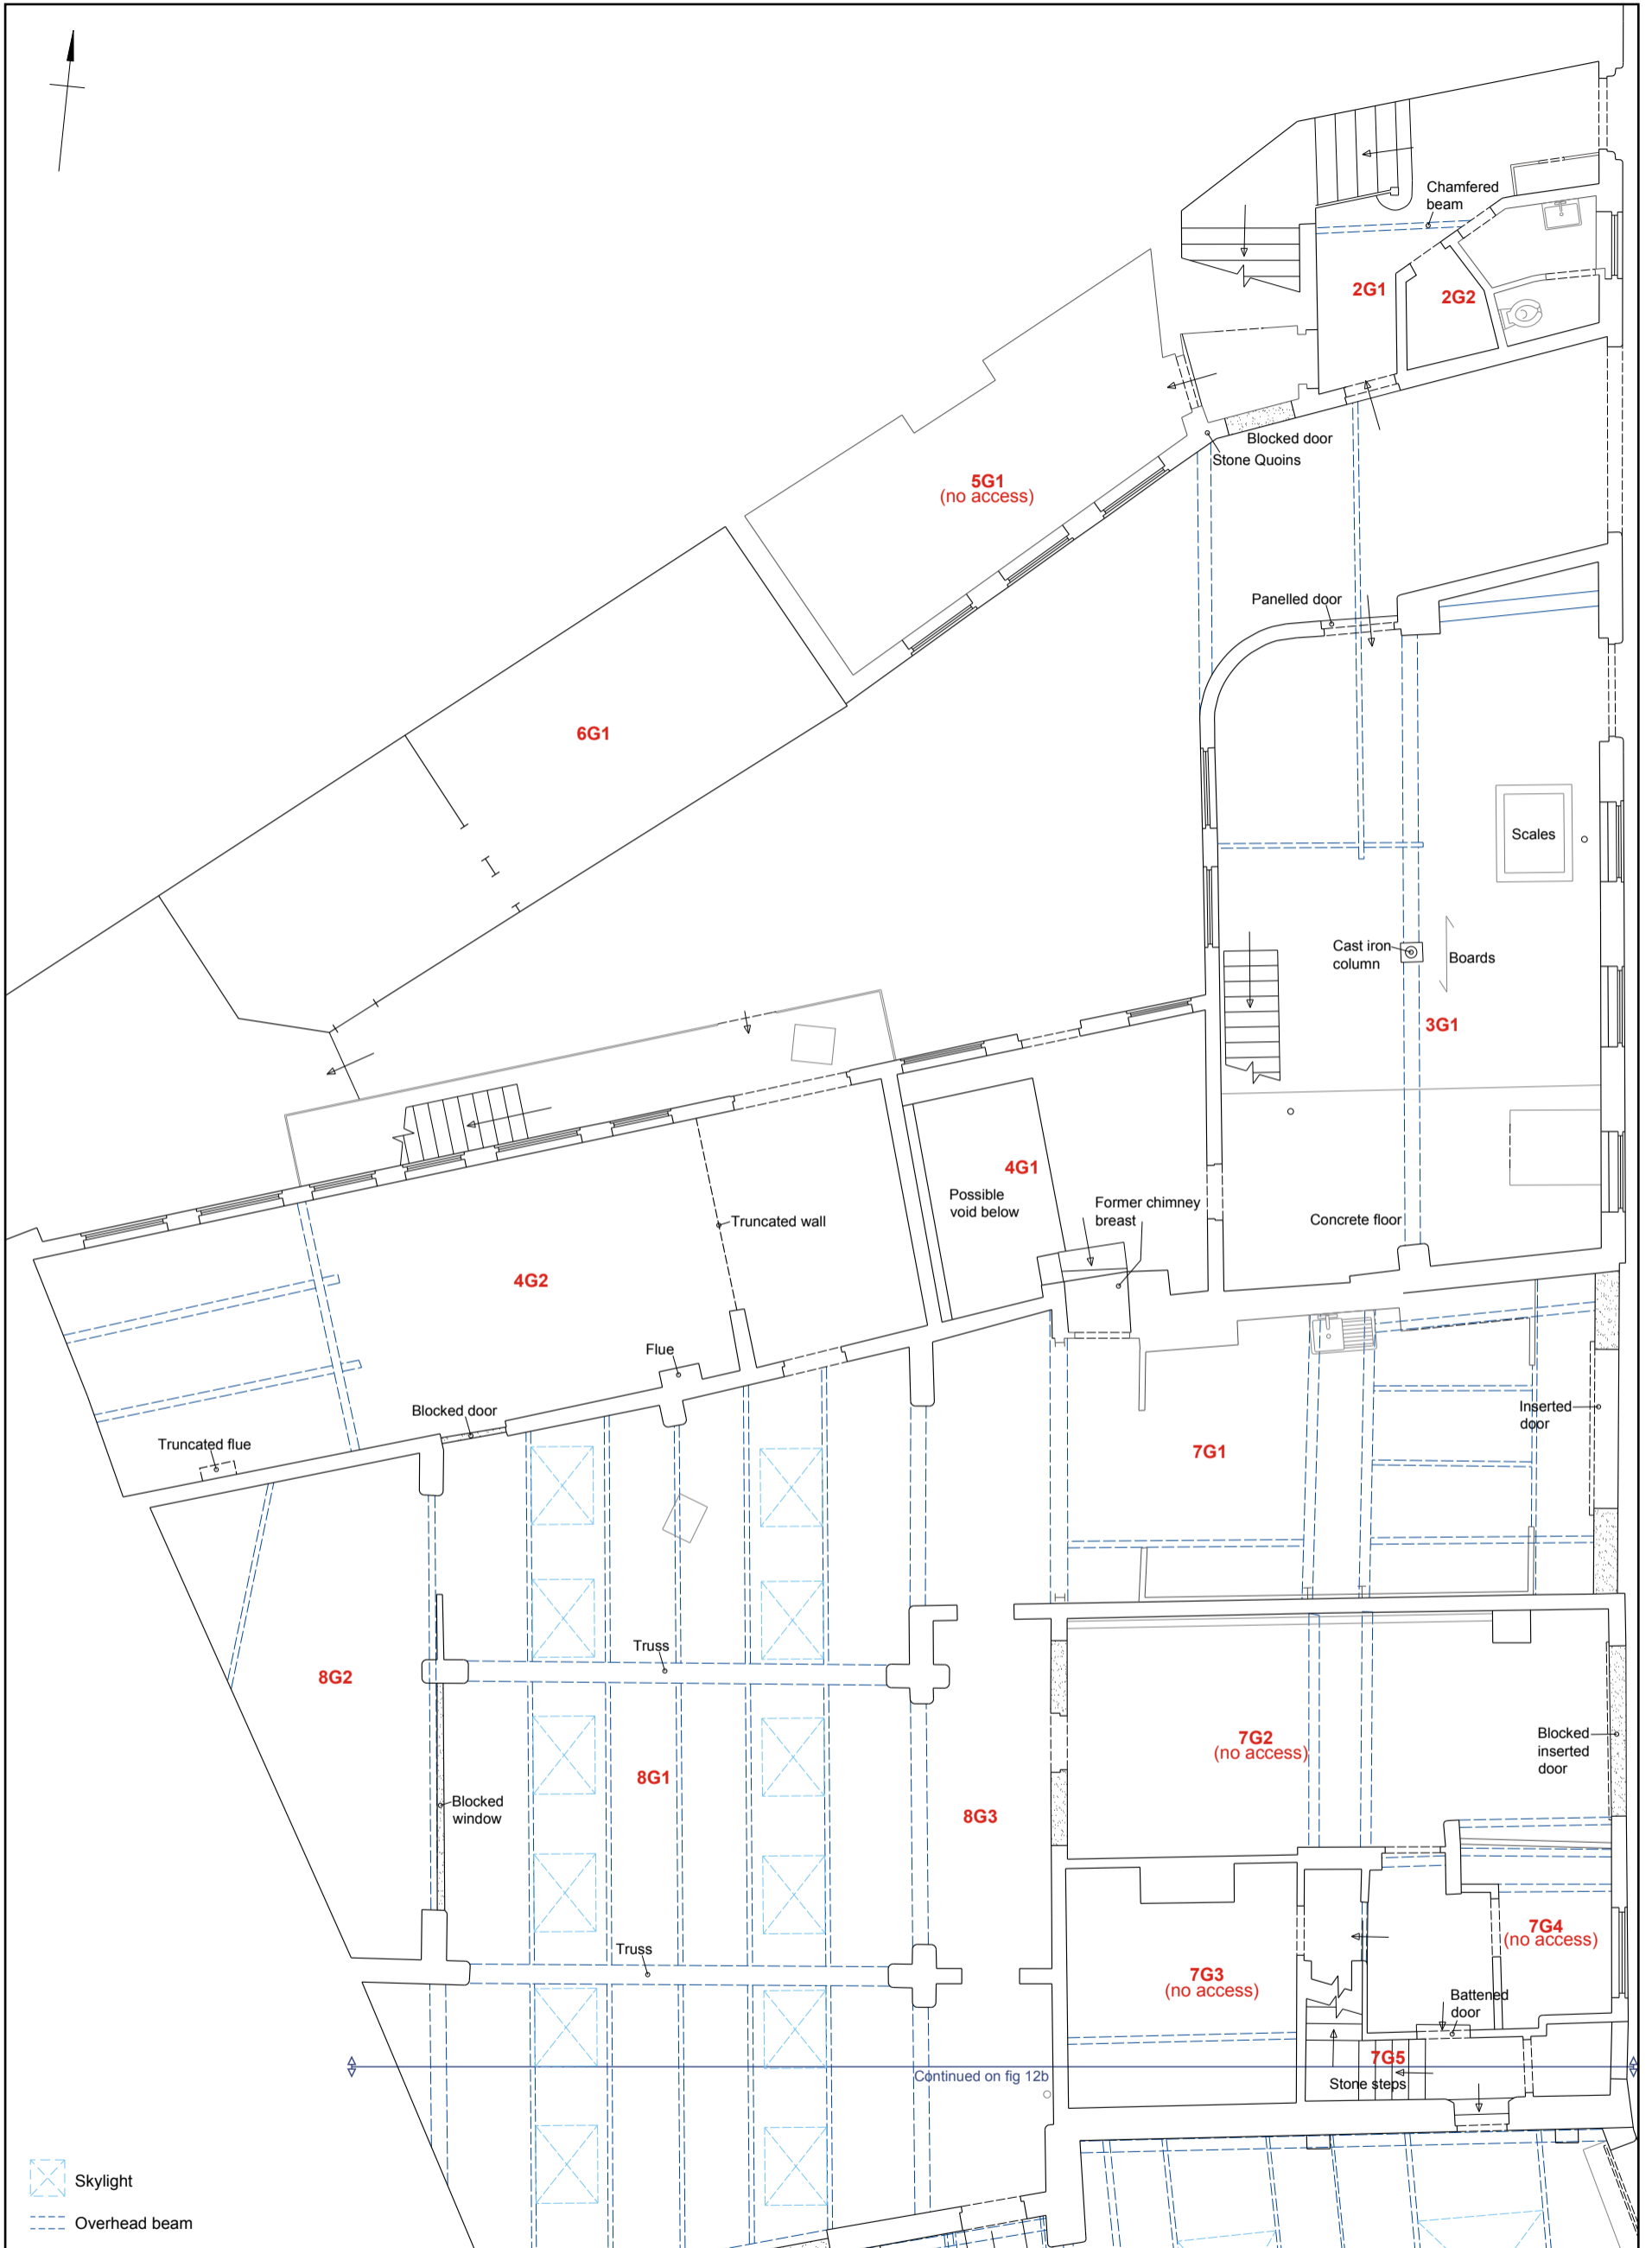 Chamfered
beam
2G1
2G2
Blocked door
Stone Quoins
5G1
(no access)
Panelled door
6G1
Scales
Cast iron
column
Boards
3G1
4G1
Possible
void below
Former chimney
breast
Concrete floor
Truncated wall
4G2
Flue
Blocked door
Truncated flue
Inserted
door
7G1
Truss
8G2
7G2
(no access)
Blocked
inserted
door
8G1
Blocked
window
8G3
7G4
(no access)
Truss
7G3
(no access)
Battened
door
7G5
Continued on fig 12b
Stone steps
Skylight
Overhead beam